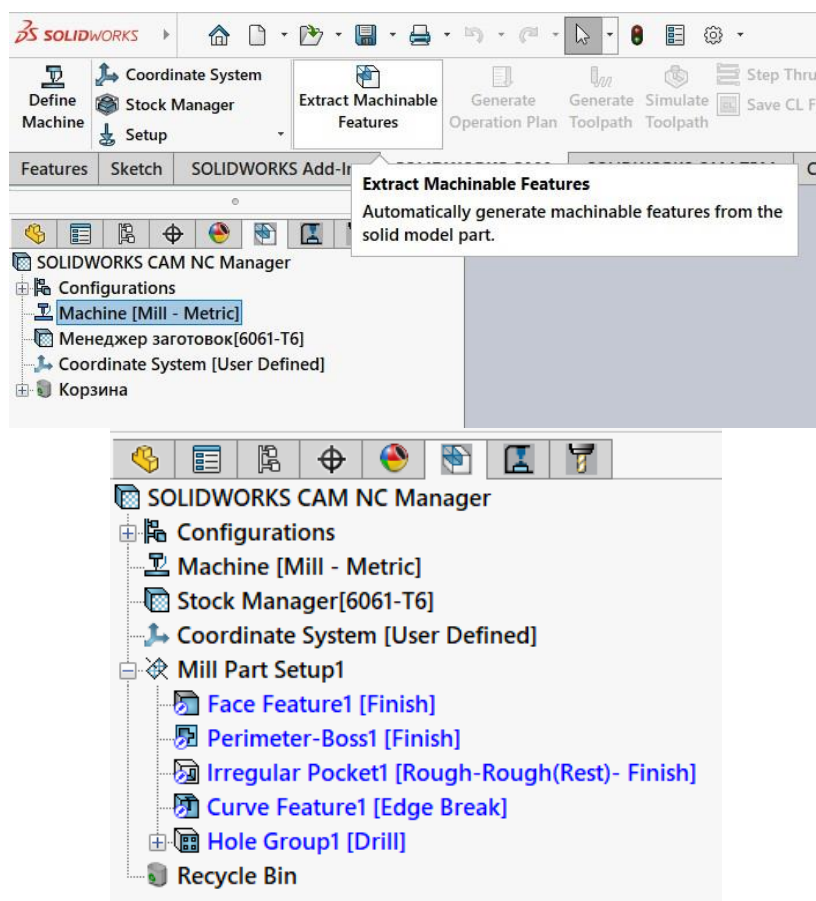 SOLIDWORKS
Define Machine
Coordinate System
Stock Manager
Setup
Extract Machinable Features
Generate Operation Plan
Generate Toolpath
Simulate Toolpath
Step Thru
Save CL F
Features Sketch SOLIDWORKS Add-In
Extract Machinable Features
Automatically generate machinable features from the
solid model part.
SOLIDWORKS CAM NC Manager
Configurations
Machine [Mill - Metric]
Менеджер заготовок[6061-T6]
Coordinate System [User Defined]
Корзина
SOLIDWORKS CAM NC Manager
Configurations
Machine [Mill - Metric]
Stock Manager[6061-T6]
Coordinate System [User Defined]
Mill Part Setup1
Face Feature1 [Finish]
Perimeter-Boss1 [Finish]
Irregular Pocket1 [Rough-Rough(Rest)- Finish]
Curve Feature1 [Edge Break]
Hole Group1 [Drill]
Recycle Bin